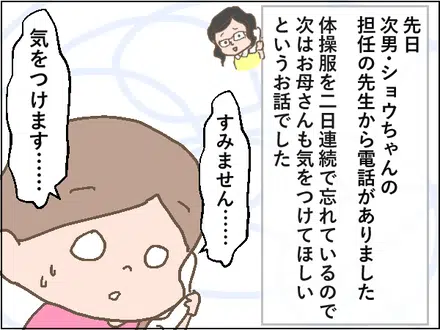 先日
次男・ショウちゃんの
担任の先生から電話がありました
体操服を二日連続で忘れているので
次はお母さんも気をつけてほしい
というお話でした
すみません……
気をつけます……